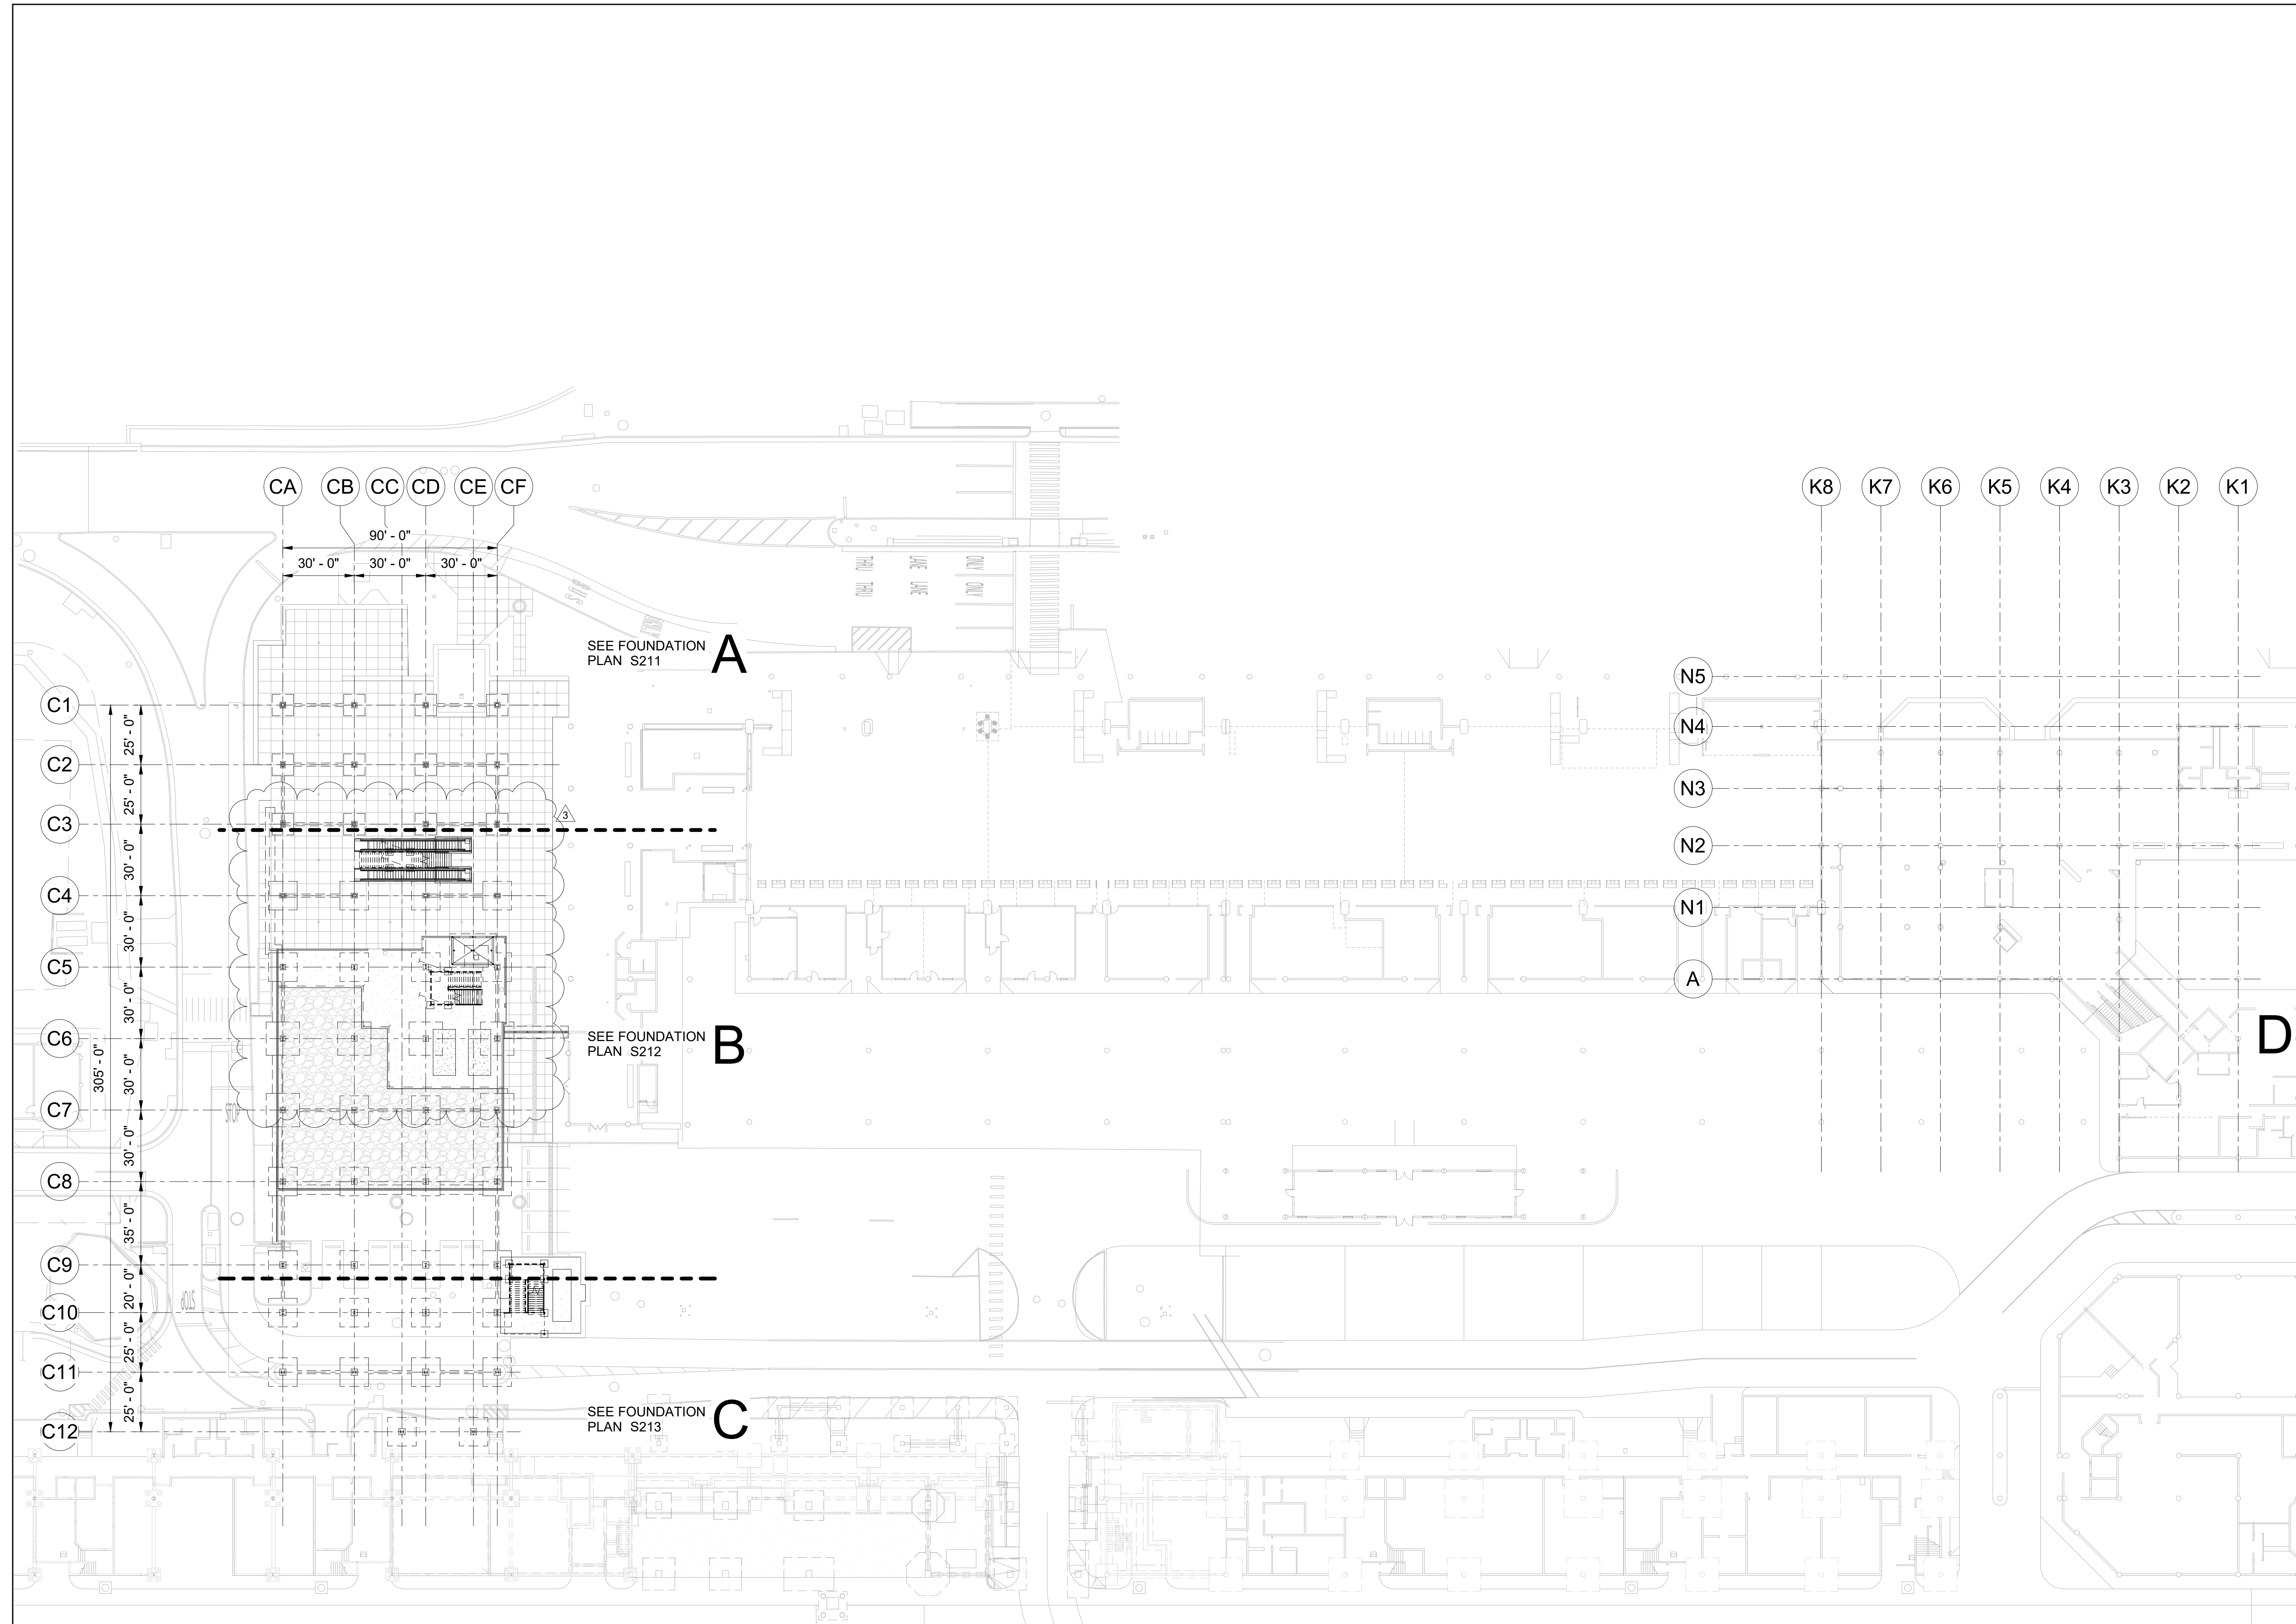 CA CB CC CD CE CF
K8 K7 K6 K5 K4 K3 K2 K1
90' - 0"
30' - 0" 30' - 0" 30' - 0"
THRU LANE ONLY
THRU LANE ONLY
SEE FOUNDATION
PLAN S211
A
N5
C1
N4
25' - 0"
C2
N3
25' - 0"
3
C3
N2
30' - 0"
C4
N1
30' - 0"
C5
A
30' - 0"
C6
SEE FOUNDATION
PLAN S212
B
D
305' - 0"
30' - 0"
C7
30' - 0"
C8
35' - 0"
C9
20' - 0"
STOP
C10
25' - 0"
C11
25' - 0"
SEE FOUNDATION
PLAN S213
C
C12